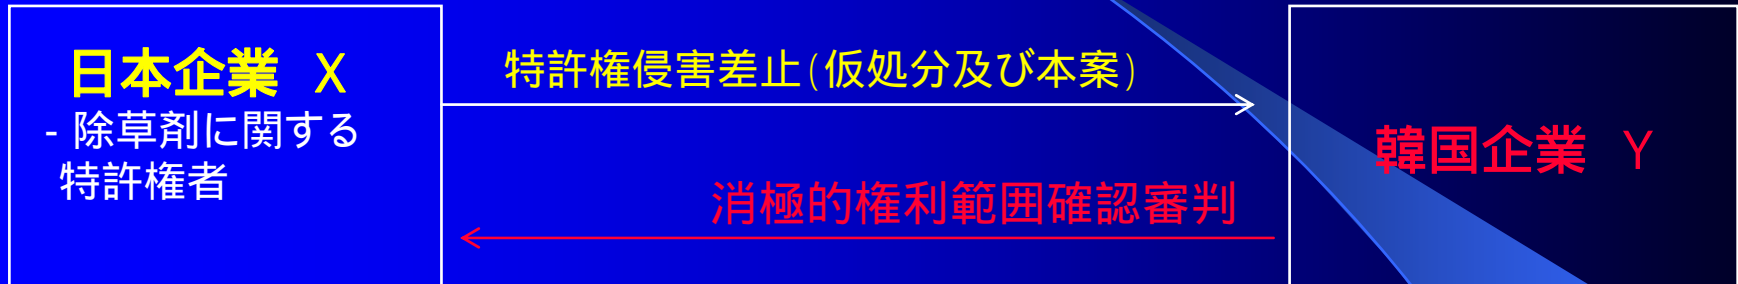 日本企業 X
- 除草剤に関する
特許権者
特許権侵害差止(仮処分及び本案)
消極的権利範囲確認審判
韓国企業 Y